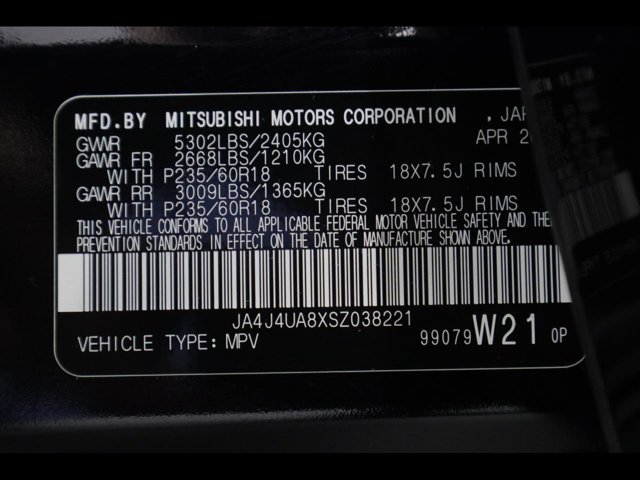 MFD.BY MITSUBISHI MOTORS CORPORATION
GVWR 5302LBS/2405KG APR
GAWR FR 2668LBS/1210KG
WITH P235/60R18 TIRES 18X7.5J RIMS
GAWR RR 3009LBS/1365KG
WITH P235/60R18 TIRES 18X7.5J RIMS
THIS VEHICLE CONFORMS TO ALL APPLICABLE FEDERAL MOTOR VEHICLE SAFETY AND THE
PREVENTION STANDARDS IN EFFECT ON THE DATE OF MANUFACTURE SHOWN ABOVE.
JA4J4UA8XSZ038221
VEHICLE TYPE: MPV 99079 W21 0P